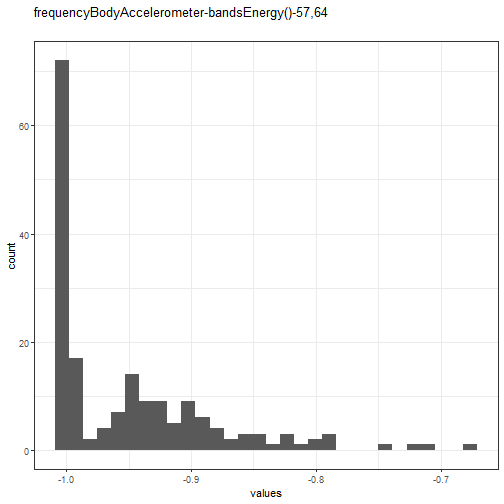 frequencyBodyAccelerometer-bandsEnergy()-57,64
60
40
20
0
count
-1.0
-0.9
-0.8
-0.7
values